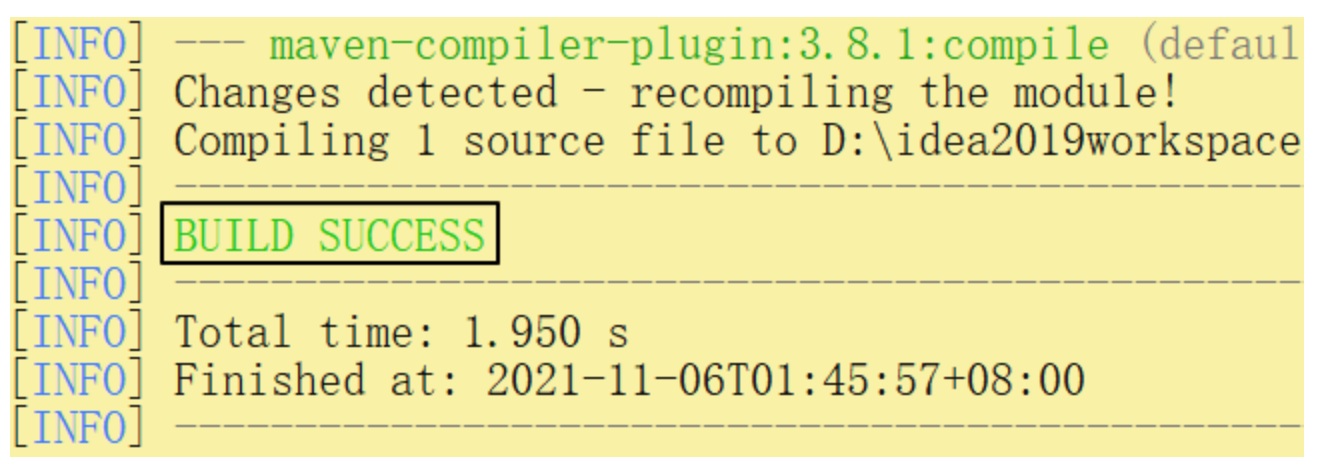 [INFO] --- maven-compiler-plugin:3.8.1:compile (defaul
[INFO] Changes detected - recompiling the module!
[INFO] Compiling 1 source file to D:\idea2019workspace
[INFO] ------------------------------------------------
[INFO] BUILD SUCCESS
[INFO] ------------------------------------------------
[INFO] Total time: 1.950 s
[INFO] Finished at: 2021-11-06T01:45:57+08:00
[INFO] ------------------------------------------------